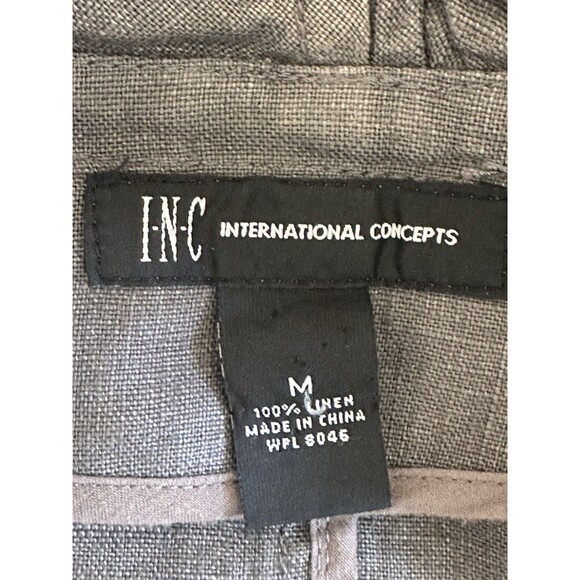 I·N·C INTERNATIONAL CONCEPTS
M
100% LINEN
MADE IN CHINA
WPL 8046